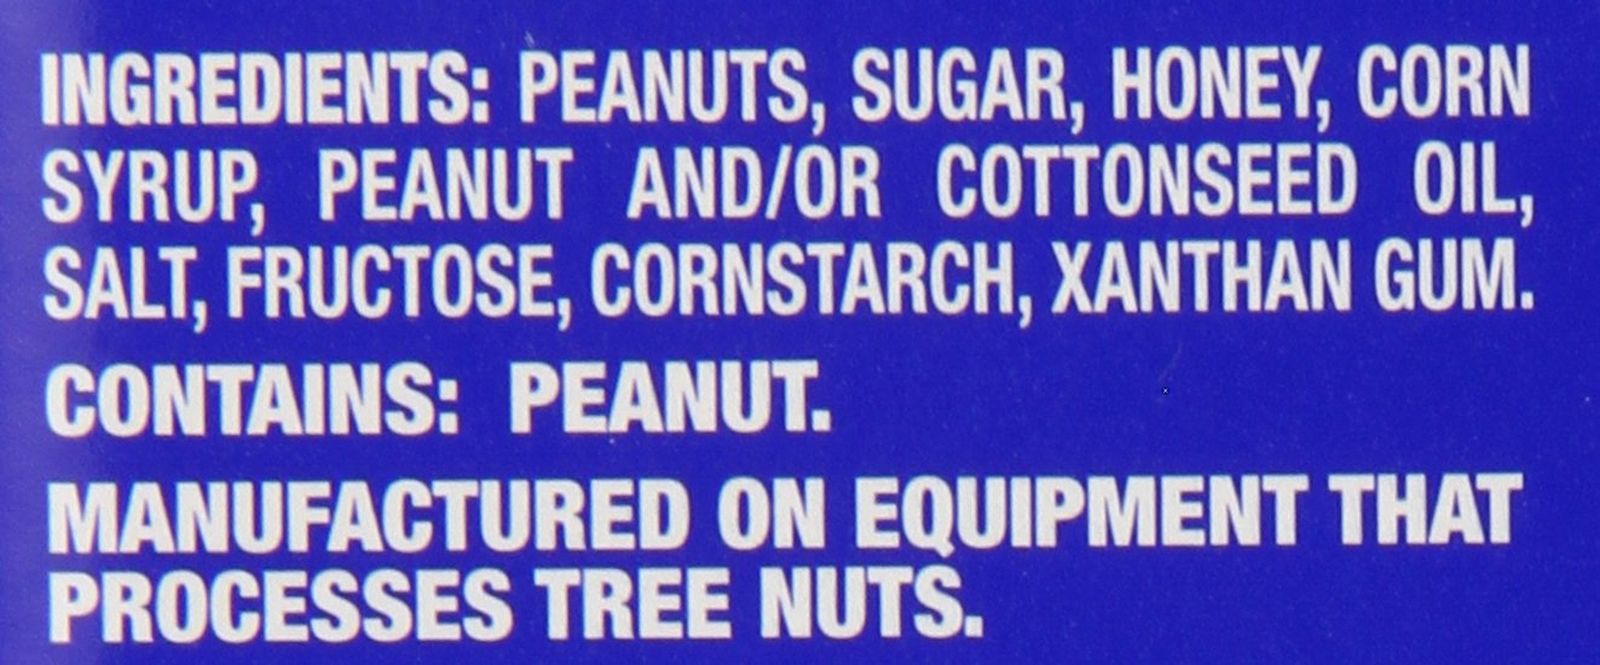 INGREDIENTS: PEANUTS, SUGAR, HONEY, CORN
SYRUP, PEANUT AND/OR COTTONSEED OIL,
SALT, FRUCTOSE, CORNSTARCH, XANTHAN GUM.
CONTAINS: PEANUT.
MANUFACTURED ON EQUIPMENT THAT
PROCESSES TREE NUTS.